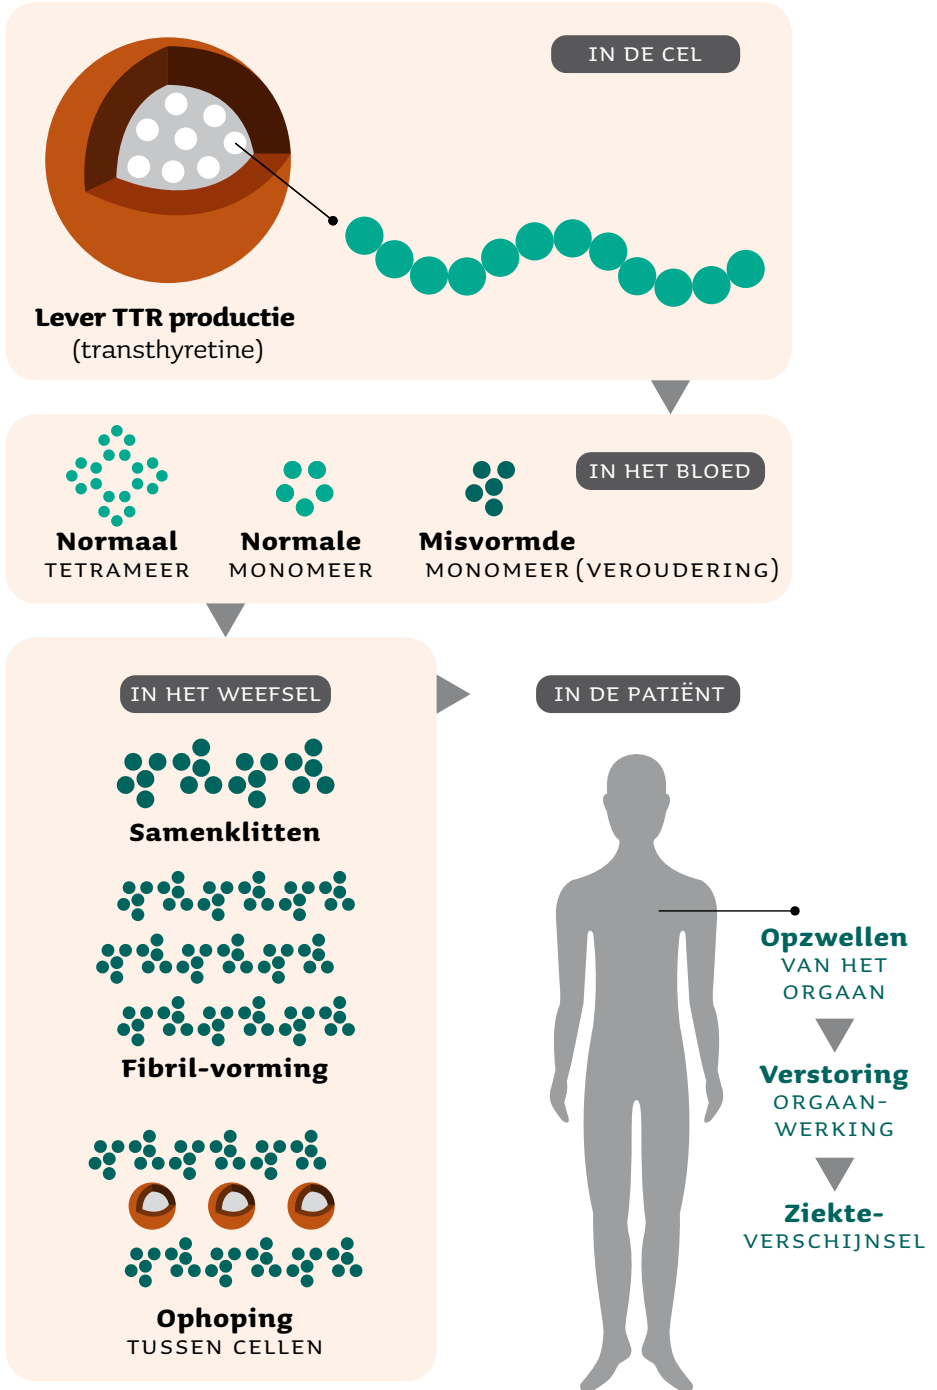 IN DE CEL
Lever TTR productie
(transthyretine)
IN HET BLOED
Normaal
TETRAMEER
Normale
MONOMEER
Misvormde
MONOMEER (VEROUDERING)
IN HET WEEFSEL
Samenklitten
Fibril-vorming
Ophoping
TUSSEN CELLEN
IN DE PATIËNT
Opzwellen
VAN HET
ORGAAN
Verstoring
ORGAAN-
WERKING
Ziekte-
VERSCHIJNSEL